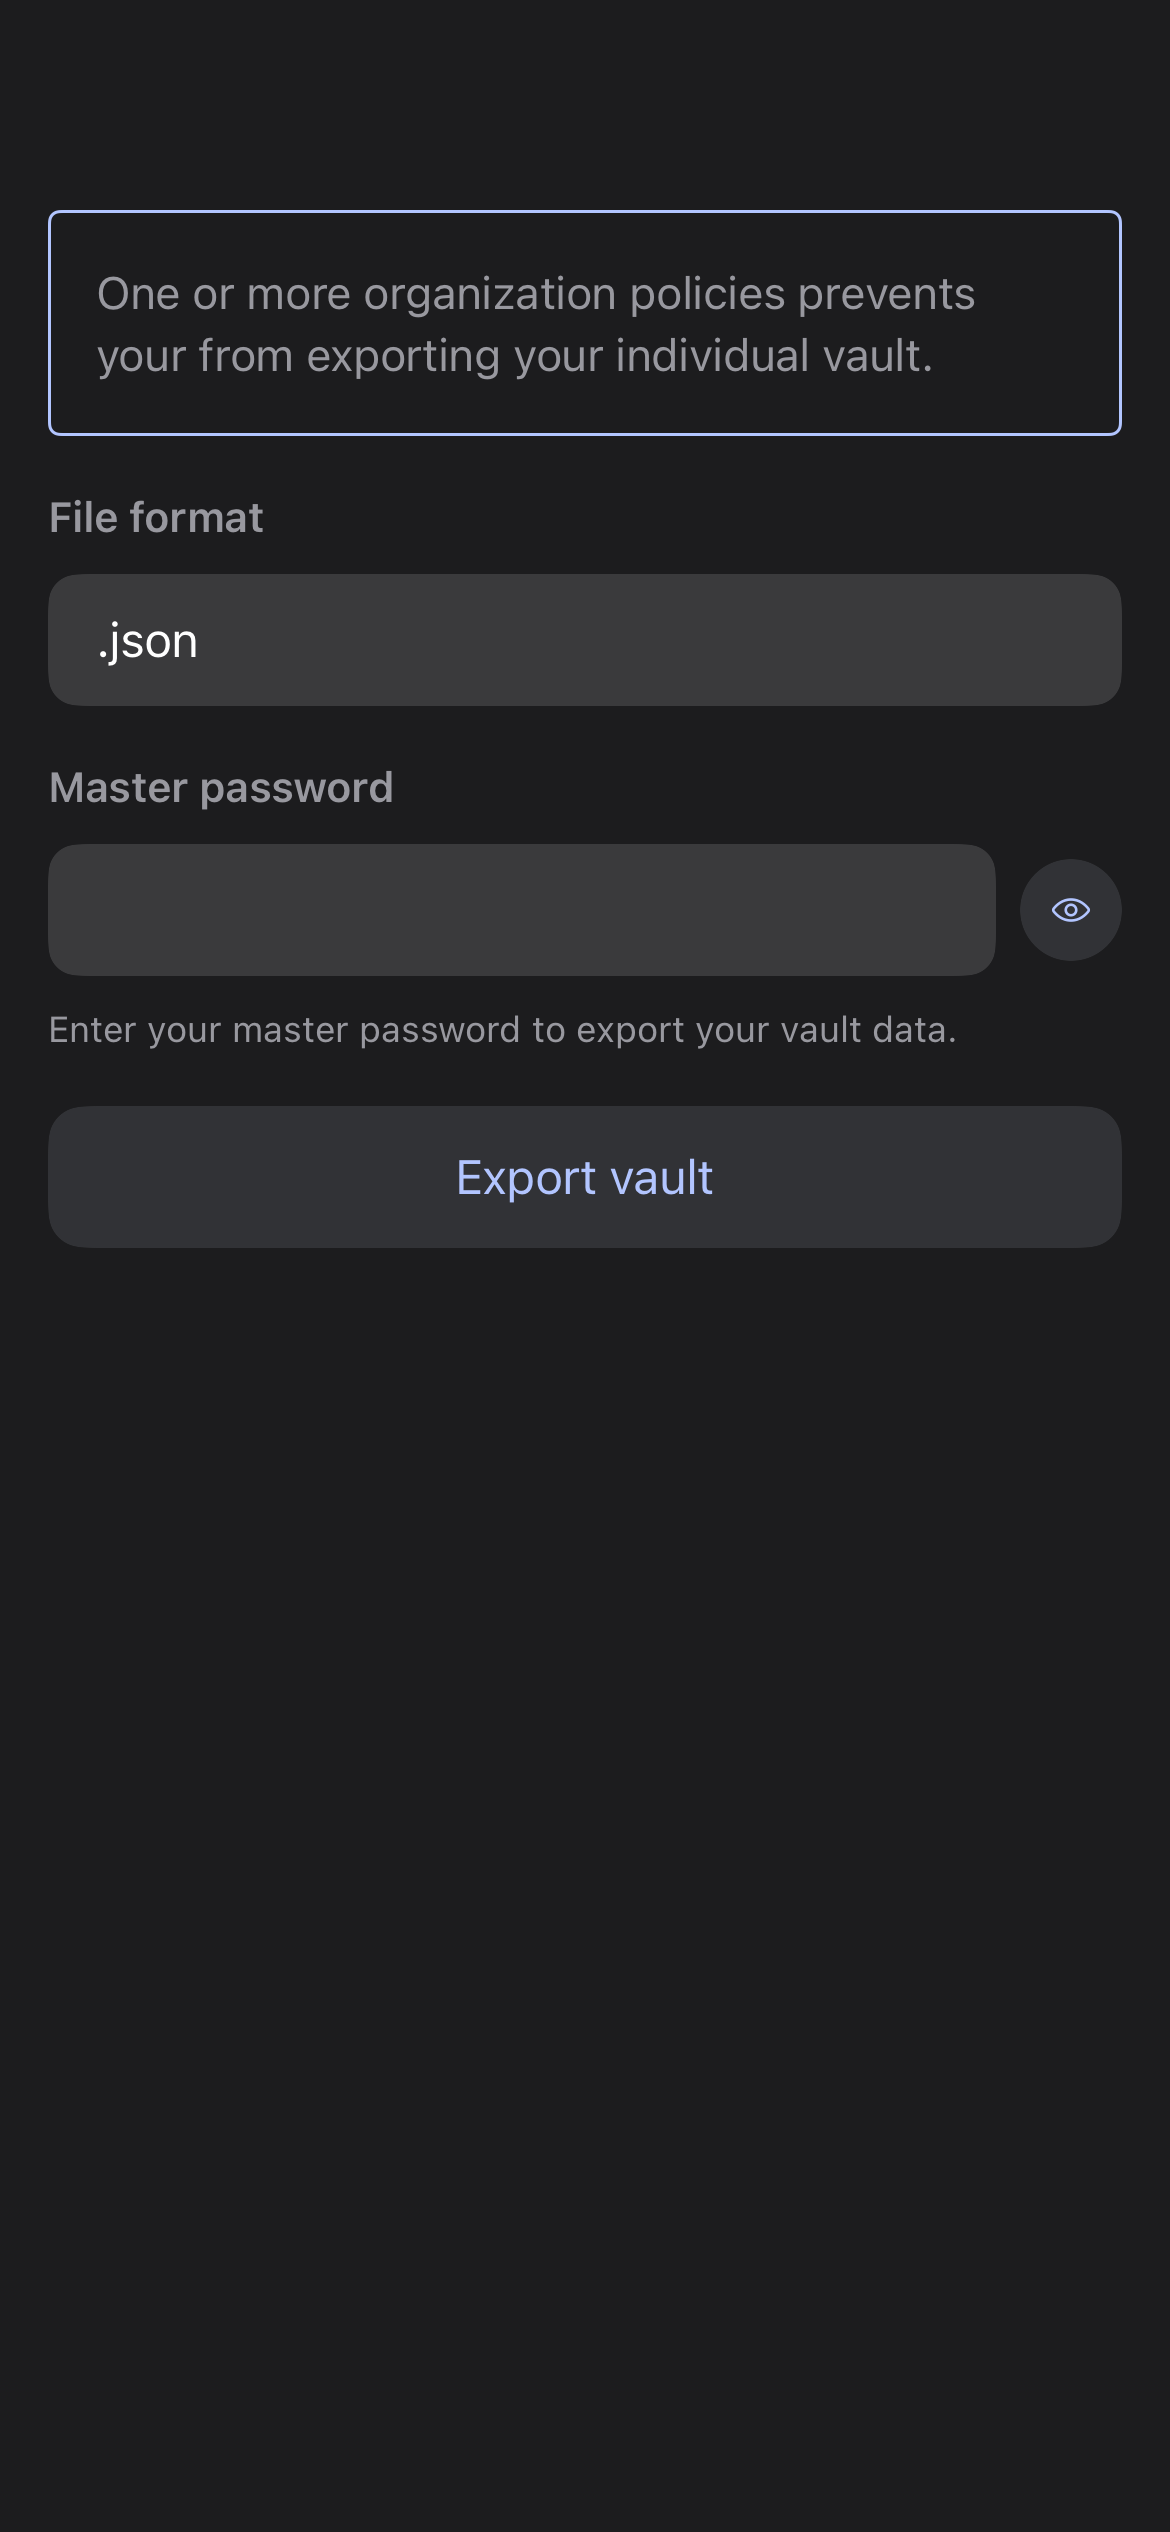 One or more organization policies prevents
your from exporting your individual vault.
File format
.json
Master password
Enter your master password to export your vault data.
Export vault